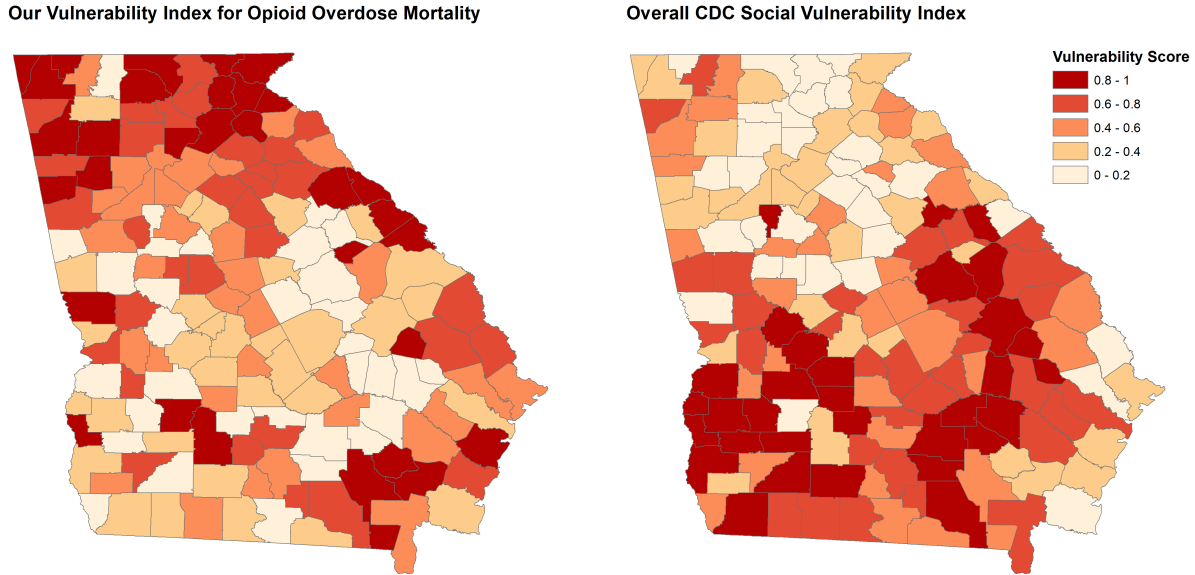 Our Vulnerability Index for Opioid Overdose Mortality
Overall CDC Social Vulnerability Index
Vulnerability Score
0.8 - 1
0.6 - 0.8
0.4 - 0.6
0.2 - 0.4
0 - 0.2